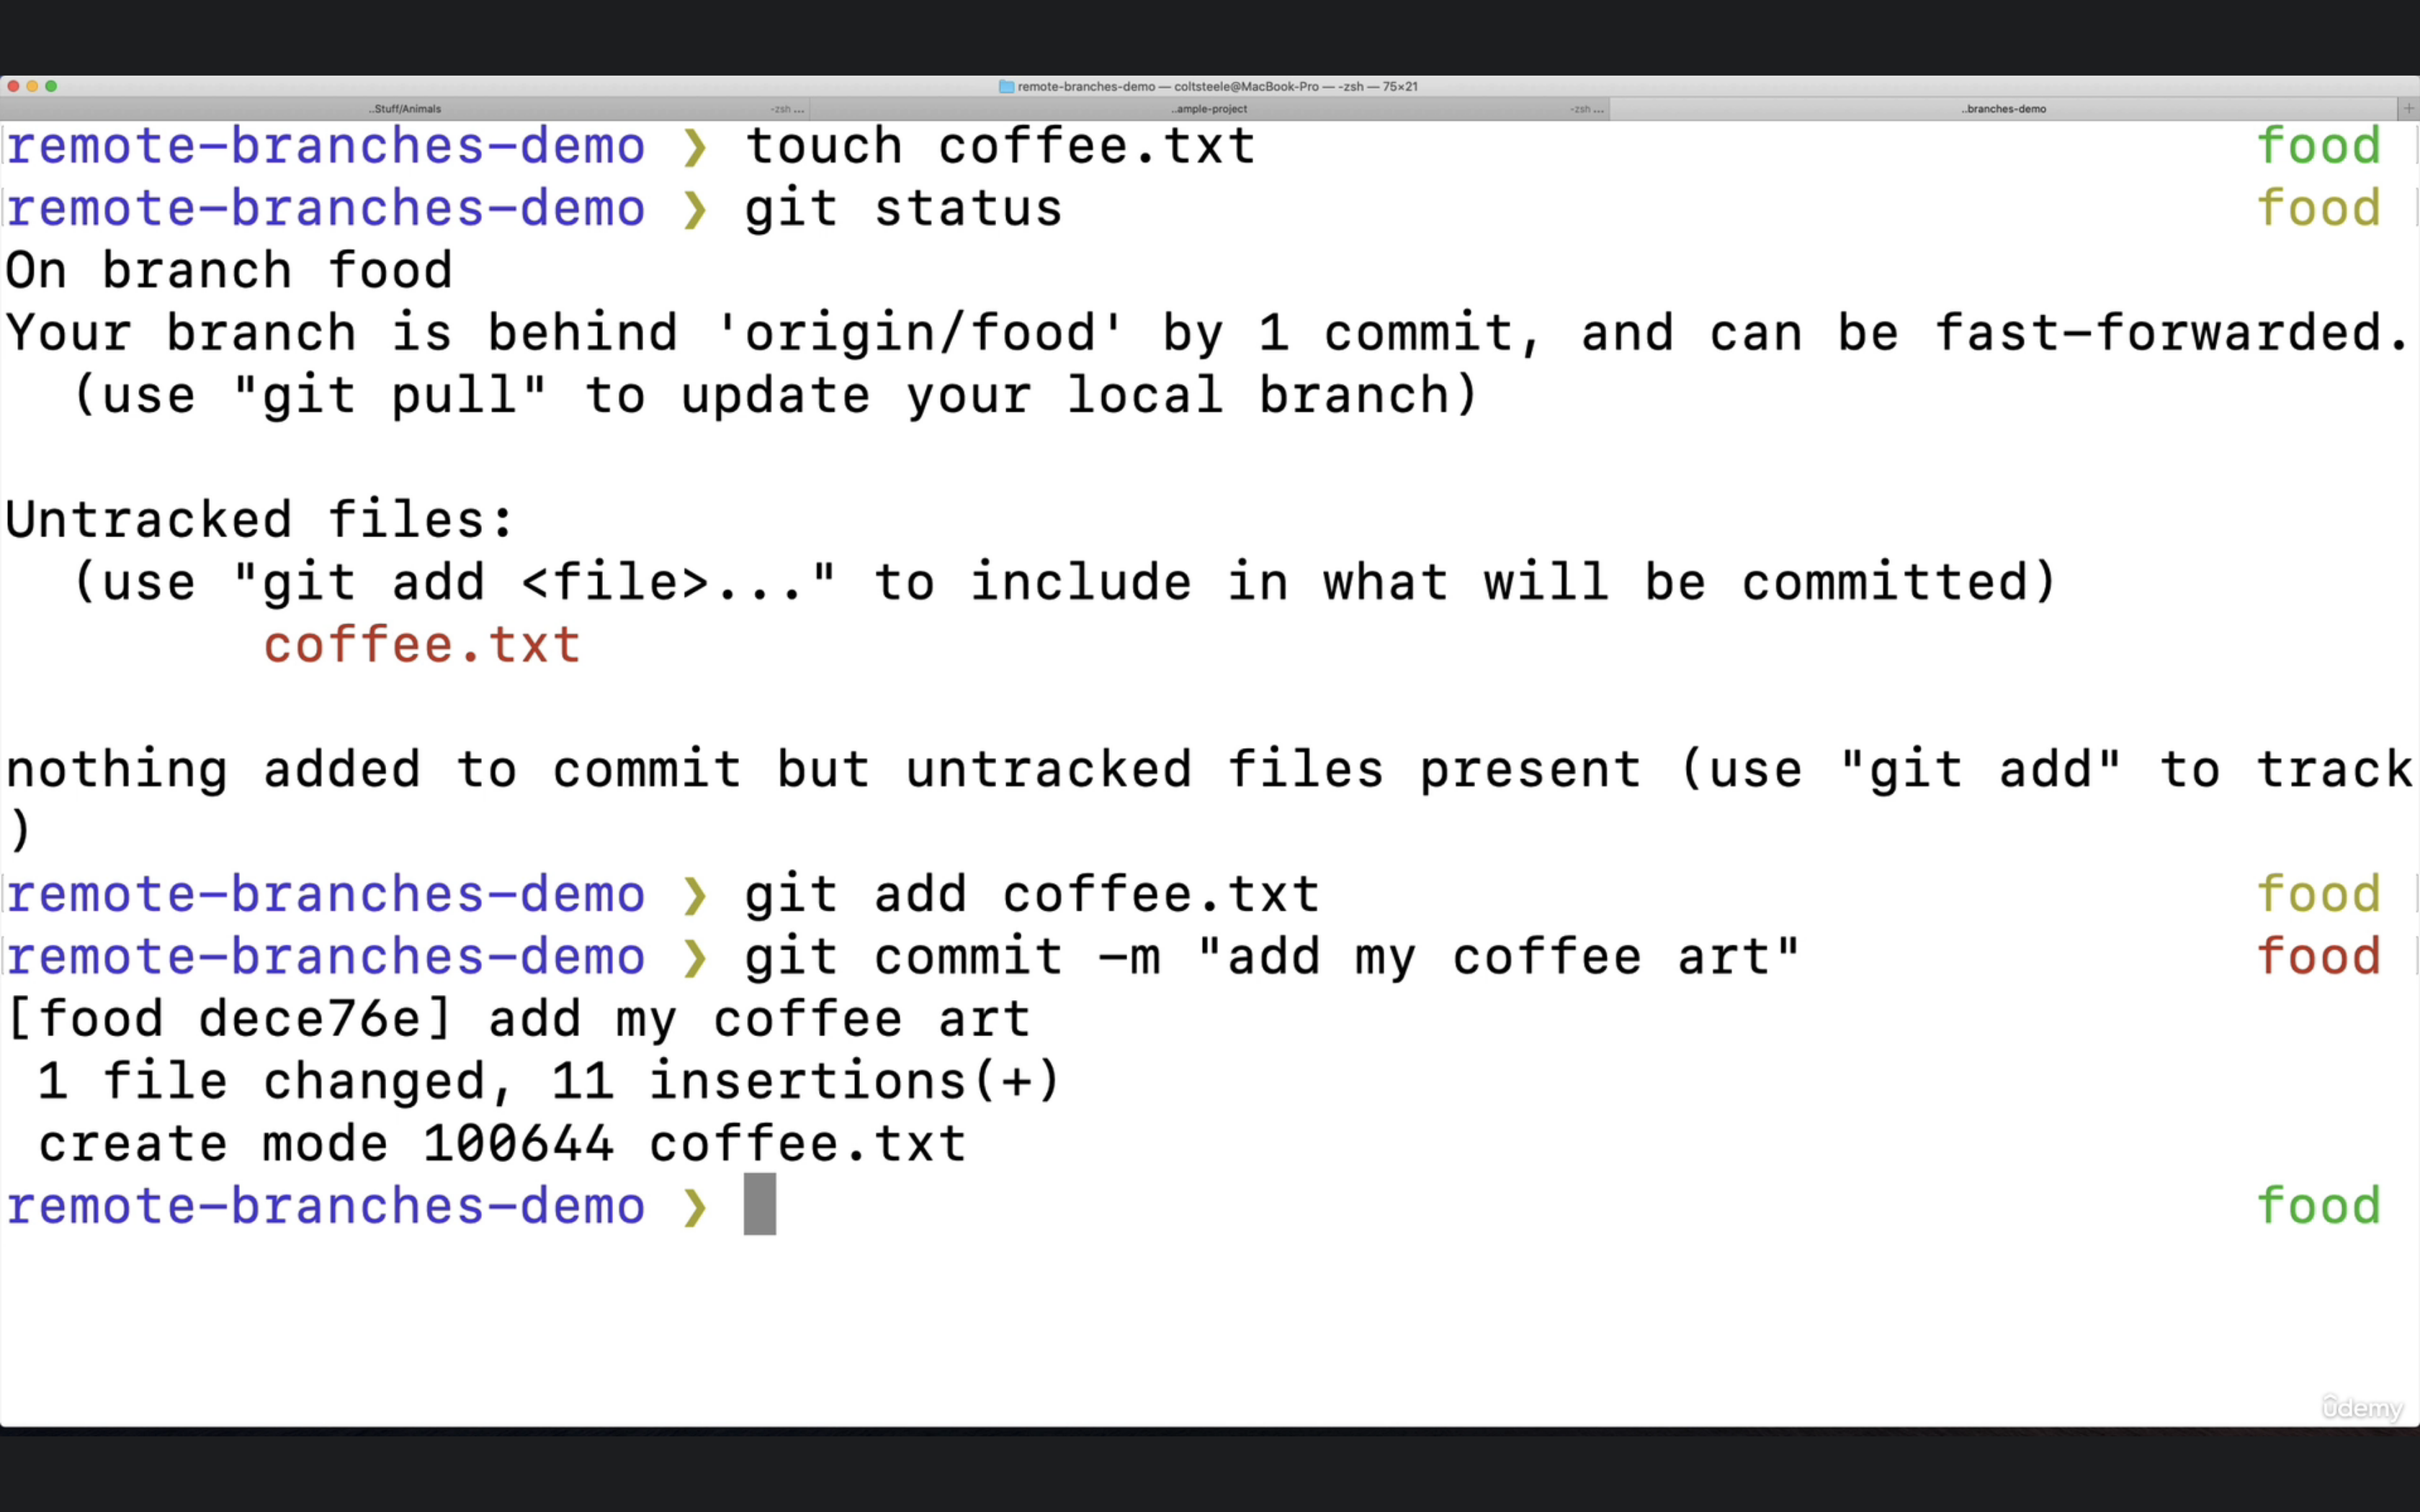 remote-branches-demo — coltsteele@MacBook-Pro — -zsh — 75×21
..Stuff/Animals -zsh ... ..ample-project -zsh ... ..branches-demo +
remote-branches-demo ❯ touch coffee.txt food
remote-branches-demo ❯ git status food
On branch food
Your branch is behind 'origin/food' by 1 commit, and can be fast-forwarded.
  (use "git pull" to update your local branch)
Untracked files:
  (use "git add <file>..." to include in what will be committed)
        coffee.txt
nothing added to commit but untracked files present (use "git add" to track
)
remote-branches-demo ❯ git add coffee.txt food
remote-branches-demo ❯ git commit -m "add my coffee art" food
[food dece76e] add my coffee art
 1 file changed, 11 insertions(+)
 create mode 100644 coffee.txt
remote-branches-demo ❯ food
ûdemy